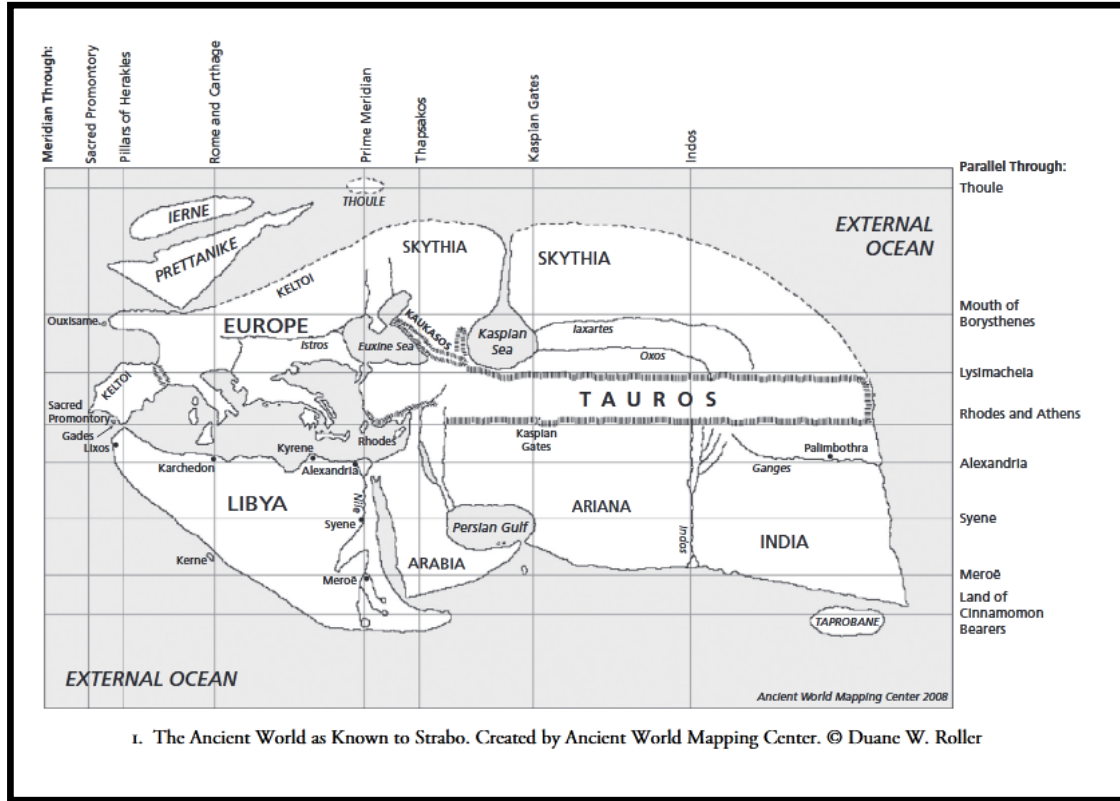 Meridian Through:
Sacred Promontory
Pillars of Herakles
Rome and Carthage
Prime Meridian
Thapsakos
Kaspian Gates
Indos
Parallel Through:
Thoule
THOULE
IERNE
PRETTANIKE
SKYTHIA
SKYTHIA
EXTERNAL
OCEAN
KELTOI
Mouth of
Borysthenes
Ouxisame
EUROPE
Istros
Euxine Sea
KAUKASOS
Kaspian
Sea
Iaxartes
Oxos
Lysimacheia
KELTOI
TAUROS
Sacred
Promontory
Rhodes and Athens
Gades
Lixos
Karchedon
Kyrene
Alexandria
Rhodes
Kaspian
Gates
Palimbothra
Ganges
Alexandria
LIBYA
Nile
Syene
Persian Gulf
ARIANA
Indos
INDIA
Syene
Kerne
Meroë
ARABIA
Meroë
Land of
Cinnamomon
Bearers
TAPROBANE
EXTERNAL OCEAN
Ancient World Mapping Center 2008
1. The Ancient World as Known to Strabo. Created by Ancient World Mapping Center. © Duane W. Roller